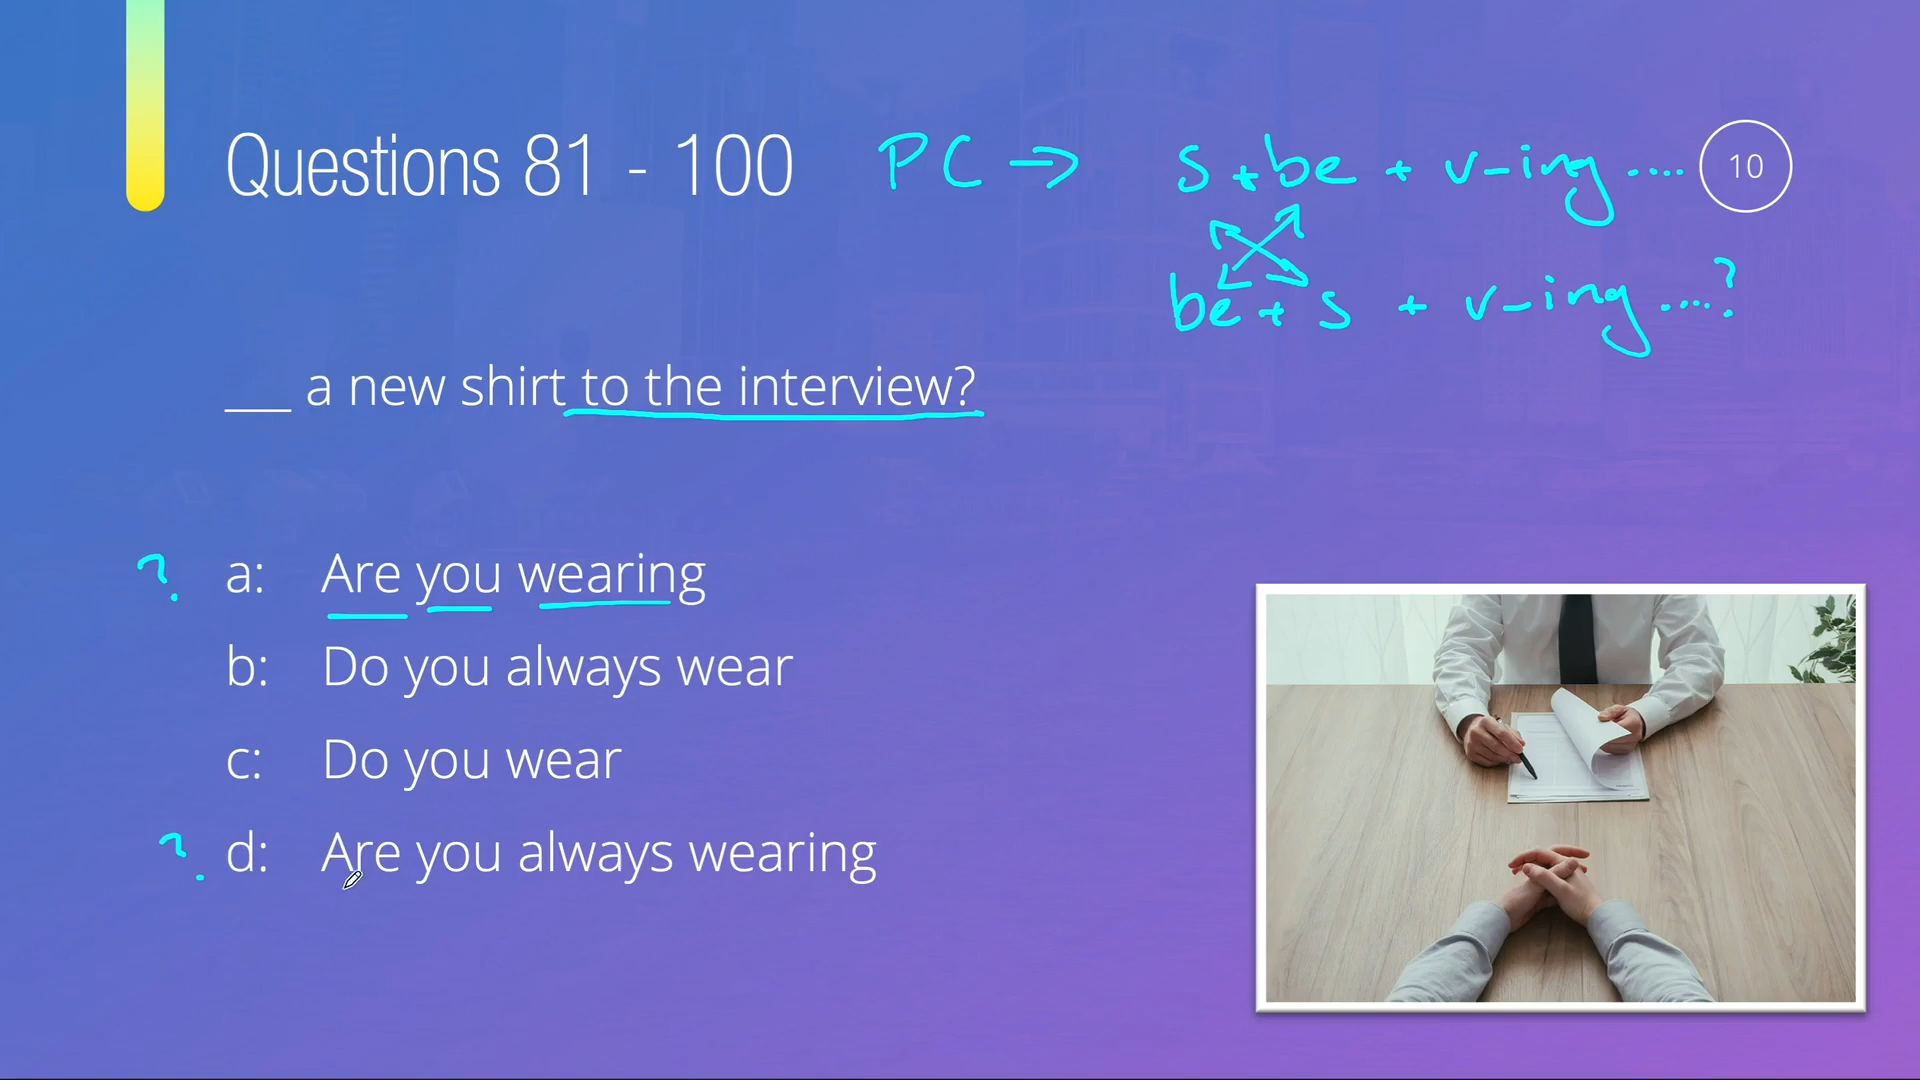 Questions 81 - 100
PC → s + be + v-ing ....
10
be + s + v-ing ....?
___ a new shirt to the interview?
? a: Are you wearing
b: Do you always wear
c: Do you wear
? d: Are you always wearing